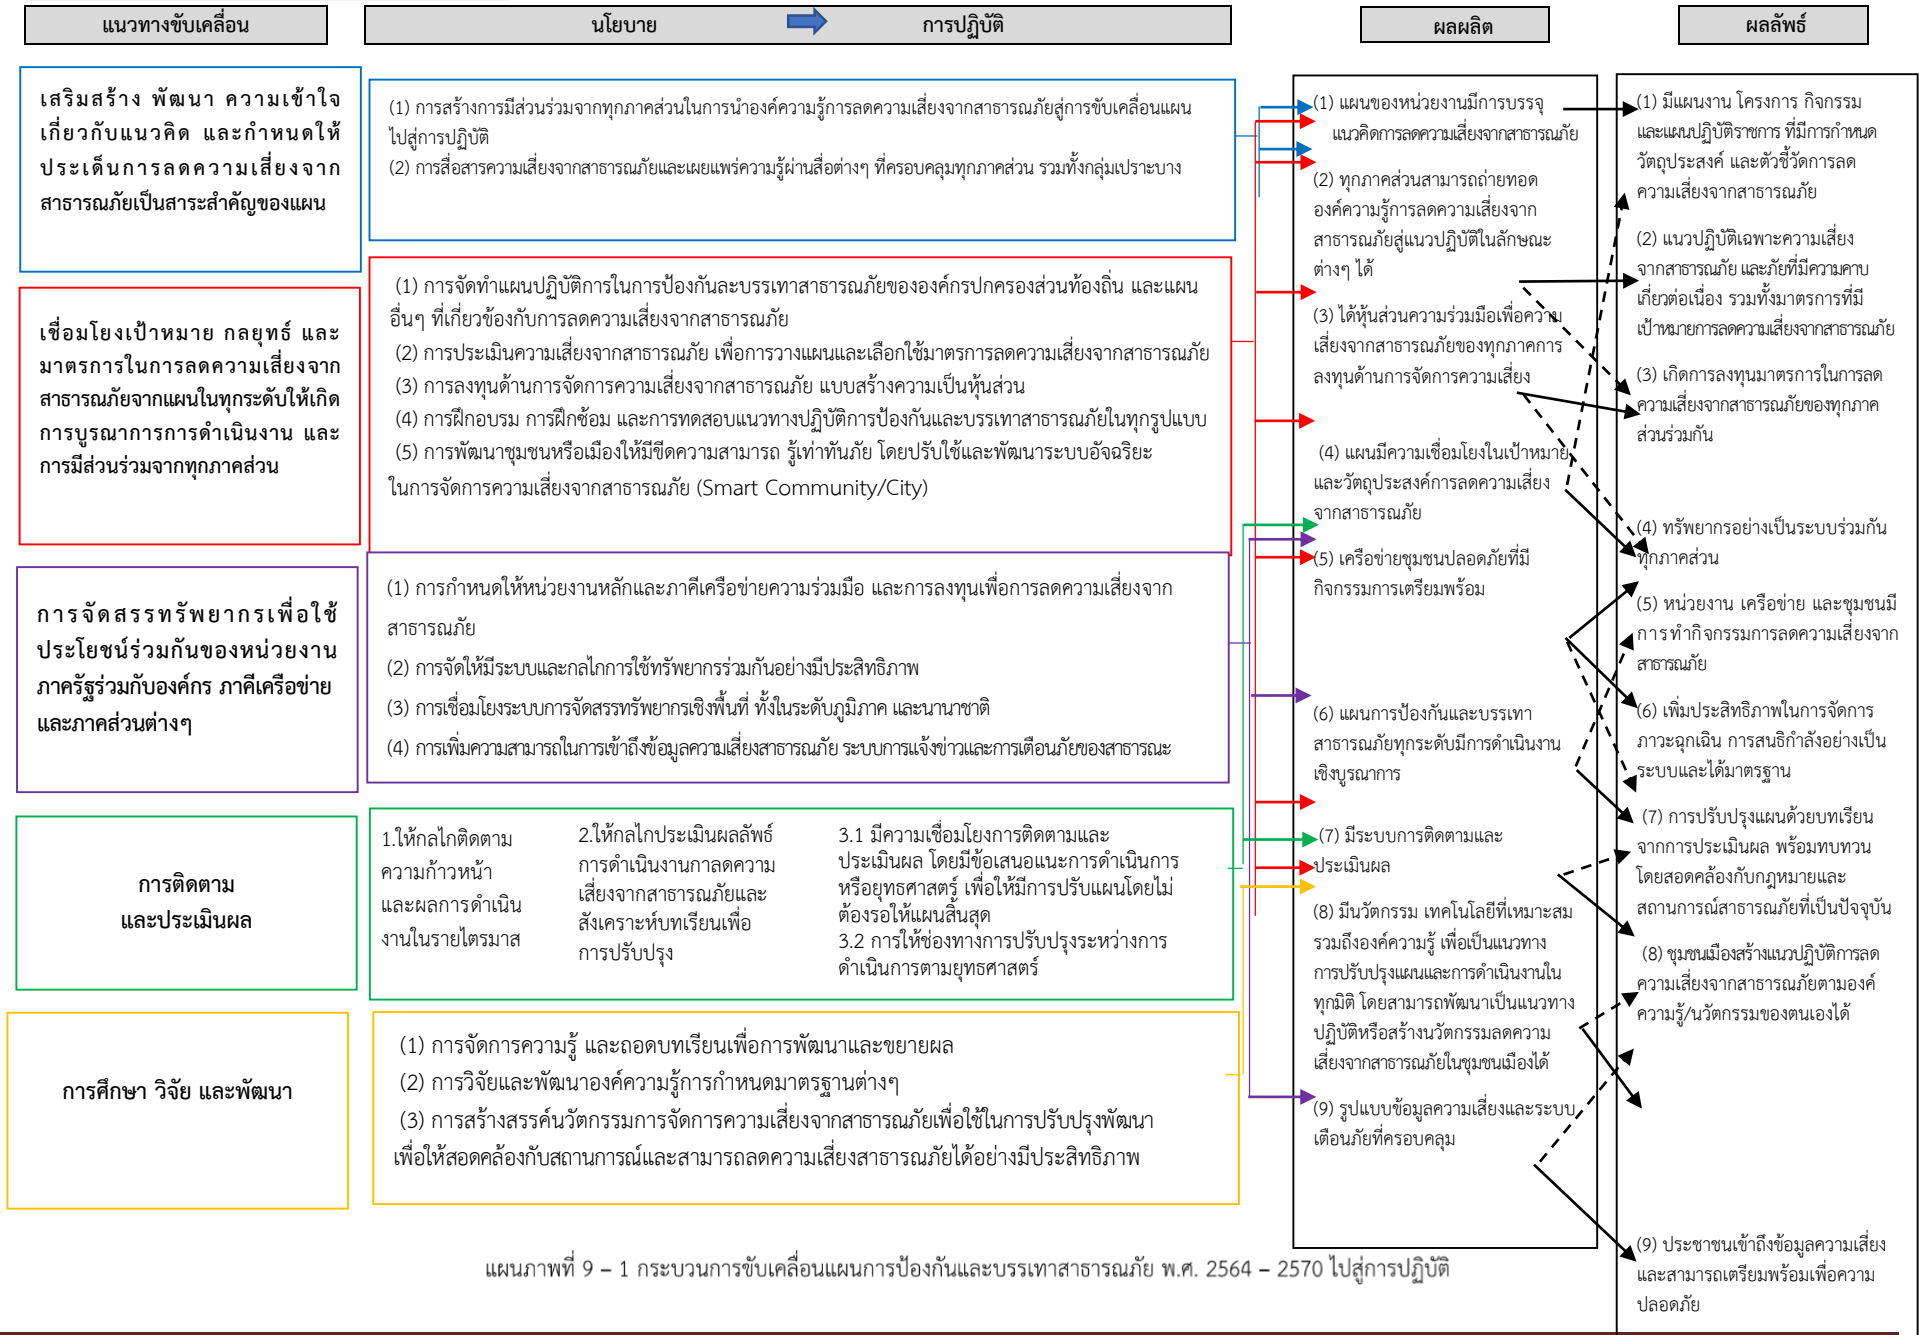 แนวทางขับเคลื่อน
นโยบาย
การปฏิบัติ
ผลผลิต
ผลลัพธ์
เสริมสร้าง พัฒนา ความเข้าใจ
เกี่ยวกับแนวคิด และกำหนดให้
ประเด็นการลดความเสี่ยงจาก
สาธารณภัยเป็นสาระสำคัญของแผน
(1) การสร้างการมีส่วนร่วมจากทุกภาคส่วนในการนำองค์ความรู้การลดความเสี่ยงจากสาธารณภัยสู่การขับเคลื่อนแผน
ไปสู่การปฏิบัติ
(2) การสื่อสารความเสี่ยงจากสาธารณภัยและเผยแพร่ความรู้ผ่านสื่อต่างๆ ที่ครอบคลุมทุกภาคส่วน รวมทั้งกลุ่มเปราะบาง
เชื่อมโยงเป้าหมาย กลยุทธ์ และ
มาตรการในการลดความเสี่ยงจาก
สาธารณภัยจากแผนในทุกระดับให้เกิด
การบูรณาการการดำเนินงาน และ
การมีส่วนร่วมจากทุกภาคส่วน
(1) การจัดทำแผนปฏิบัติการในการป้องกันละบรรเทาสาธารณภัยขององค์กรปกครองส่วนท้องถิ่น และแผน
อื่นๆ ที่เกี่ยวข้องกับการลดความเสี่ยงจากสาธารณภัย
(2) การประเมินความเสี่ยงจากสาธารณภัย เพื่อการวางแผนและเลือกใช้มาตรการลดความเสี่ยงจากสาธารณภัย
(3) การลงทุนด้านการจัดการความเสี่ยงจากสาธารณภัย แบบสร้างความเป็นหุ้นส่วน
(4) การฝึกอบรม การฝึกซ้อม และการทดสอบแนวทางปฏิบัติการป้องกันและบรรเทาสาธารณภัยในทุกรูปแบบ
(5) การพัฒนาชุมชนหรือเมืองให้มีขีดความสามารถ รู้เท่าทันภัย โดยปรับใช้และพัฒนาระบบอัจฉริยะ
ในการจัดการความเสี่ยงจากสาธารณภัย (Smart Community/City)
การจัดสรรทรัพยากรเพื่อใช้
ประโยชน์ร่วมกันของหน่วยงาน
ภาครัฐร่วมกับองค์กร ภาคีเครือข่าย
และภาคส่วนต่างๆ
(1) การกำหนดให้หน่วยงานหลักและภาคีเครือข่ายความร่วมมือ และการลงทุนเพื่อการลดความเสี่ยงจาก
สาธารณภัย
(2) การจัดให้มีระบบและกลไกการใช้ทรัพยากรร่วมกันอย่างมีประสิทธิภาพ
(3) การเชื่อมโยงระบบการจัดสรรทรัพยากรเชิงพื้นที่ ทั้งในระดับภูมิภาค และนานาชาติ
(4) การเพิ่มความสามารถในการเข้าถึงข้อมูลความเสี่ยงสาธารณภัย ระบบการแจ้งข่าวและการเตือนภัยของสาธารณะ
การติดตาม
และประเมินผล
1.ให้กลไกติดตาม
ความก้าวหน้า
และผลการดำเนิน
งานในรายไตรมาส
2.ให้กลไกประเมินผลลัพธ์
การดำเนินงานกาลดความ
เสี่ยงจากสาธารณภัยและ
สังเคราะห์บทเรียนเพื่อ
การปรับปรุง
3.1 มีความเชื่อมโยงการติดตามและ
ประเมินผล โดยมีข้อเสนอแนะการดำเนินการ
หรือยุทธศาสตร์ เพื่อให้มีการปรับแผนโดยไม่
ต้องรอให้แผนสิ้นสุด
3.2 การให้ช่องทางการปรับปรุงระหว่างการ
ดำเนินการตามยุทธศาสตร์
การศึกษา วิจัย และพัฒนา
(1) การจัดการความรู้ และถอดบทเรียนเพื่อการพัฒนาและขยายผล
(2) การวิจัยและพัฒนาองค์ความรู้การกำหนดมาตรฐานต่างๆ
(3) การสร้างสรรค์นวัตกรรมการจัดการความเสี่ยงจากสาธารณภัยเพื่อใช้ในการปรับปรุงพัฒนา
เพื่อให้สอดคล้องกับสถานการณ์และสามารถลดความเสี่ยงสาธารณภัยได้อย่างมีประสิทธิภาพ
(1) แผนของหน่วยงานมีการบรรจุ
แนวคิดการลดความเสี่ยงจากสาธารณภัย
(2) ทุกภาคส่วนสามารถถ่ายทอด
องค์ความรู้การลดความเสี่ยงจาก
สาธารณภัยสู่แนวปฏิบัติในลักษณะ
ต่างๆ ได้
(3) ได้หุ้นส่วนความร่วมมือเพื่อความ
เสี่ยงจากสาธารณภัยของทุกภาคการ
ลงทุนด้านการจัดการความเสี่ยง
(4) แผนมีความเชื่อมโยงในเป้าหมาย
และวัตถุประสงค์การลดความเสี่ยง
จากสาธารณภัย
(5) เครือข่ายชุมชนปลอดภัยที่มี
กิจกรรมการเตรียมพร้อม
(6) แผนการป้องกันและบรรเทา
สาธารณภัยทุกระดับมีการดำเนินงาน
เชิงบูรณาการ
(7) มีระบบการติดตามและ
ประเมินผล
(8) มีนวัตกรรม เทคโนโลยีที่เหมาะสม
รวมถึงองค์ความรู้ เพื่อเป็นแนวทาง
การปรับปรุงแผนและการดำเนินงานใน
ทุกมิติ โดยสามารถพัฒนาเป็นแนวทาง
ปฏิบัติหรือสร้างนวัตกรรมลดความ
เสี่ยงจากสาธารณภัยในชุมชนเมืองได้
(9) รูปแบบข้อมูลความเสี่ยงและระบบ
เตือนภัยที่ครอบคลุม
(1) มีแผนงาน โครงการ กิจกรรม
และแผนปฏิบัติราชการ ที่มีการกำหนด
วัตถุประสงค์ และตัวชี้วัดการลด
ความเสี่ยงจากสาธารณภัย
(2) แนวปฏิบัติเฉพาะความเสี่ยง
จากสาธารณภัย และภัยที่มีความคาบ
เกี่ยวต่อเนื่อง รวมทั้งมาตรการที่มี
เป้าหมายการลดความเสี่ยงจากสาธารณภัย
(3) เกิดการลงทุนมาตรการในการลด
ความเสี่ยงจากสาธารณภัยของทุกภาค
ส่วนร่วมกัน
(4) ทรัพยากรอย่างเป็นระบบร่วมกัน
ทุกภาคส่วน
(5) หน่วยงาน เครือข่าย และชุมชนมี
การทำกิจกรรมการลดความเสี่ยงจาก
สาธารณภัย
(6) เพิ่มประสิทธิภาพในการจัดการ
ภาวะฉุกเฉิน การสนธิกำลังอย่างเป็น
ระบบและได้มาตรฐาน
(7) การปรับปรุงแผนด้วยบทเรียน
จากการประเมินผล พร้อมทบทวน
โดยสอดคล้องกับกฎหมายและ
สถานการณ์สาธารณภัยที่เป็นปัจจุบัน
(8) ชุมชนเมืองสร้างแนวปฏิบัติการลด
ความเสี่ยงจากสาธารณภัยตามองค์
ความรู้/นวัตกรรมของตนเองได้
(9) ประชาชนเข้าถึงข้อมูลความเสี่ยง
และสามารถเตรียมพร้อมเพื่อความ
ปลอดภัย
แผนภาพที่ 9 – 1 กระบวนการขับเคลื่อนแผนการป้องกันและบรรเทาสาธารณภัย พ.ศ. 2564 – 2570 ไปสู่การปฏิบัติ